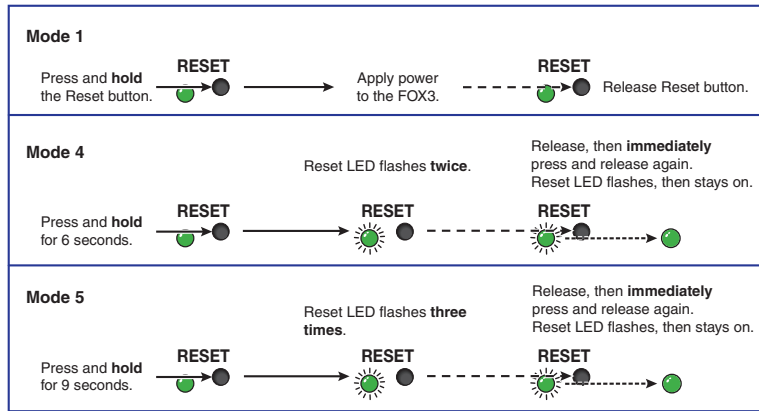 Mode 1
Press and hold
the Reset button.
RESET
Apply power
to the FOX3.
RESET
Release Reset button.
Mode 4
Press and hold
for 6 seconds.
RESET
Reset LED flashes twice.
RESET
Release, then immediately
press and release again.
Reset LED flashes, then stays on.
RESET
Mode 5
Press and hold
for 9 seconds.
RESET
Reset LED flashes three
times.
RESET
Release, then immediately
press and release again.
Reset LED flashes, then stays on.
RESET